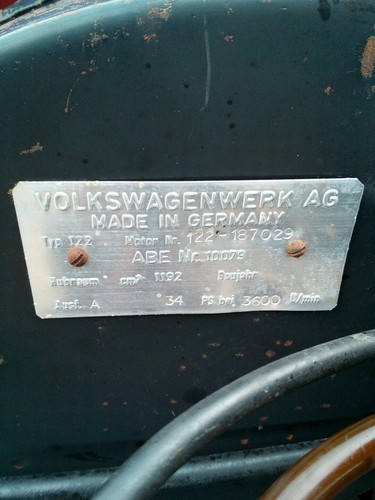 VOLKSWAGENWERK AG
MADE IN GERMANY
Typ 122 Motor Nr. 122-187029
ABE Nr. 10079
Hubraum cm³ 1192 Baujahr
Ausf. A 34 PS bei 3600 U/min